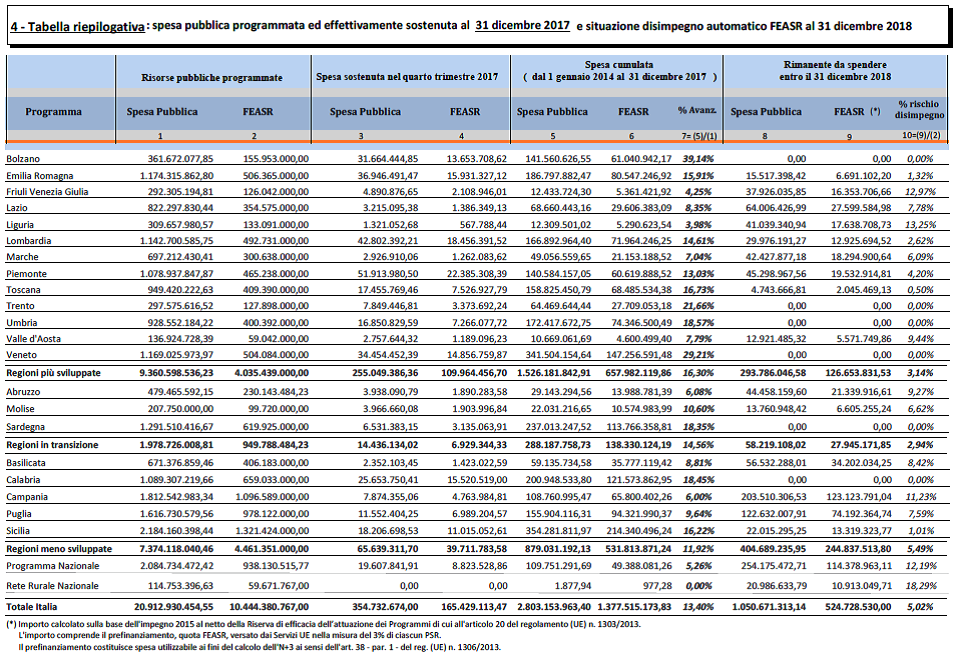 4 - Tabella riepilogativa : spesa pubblica programmata ed effettivamente sostenuta al 31 dicembre 2017 e situazione disimpegno automatico FEASR al 31 dicembre 2018
Programma Risorse pubbliche programmate Spesa sostenuta nel quarto trimestre 2017 Spesa cumulata ( dal 1 gennaio 2014 al 31 dicembre 2017 ) Rimanente da spendere entro il 31 dicembre 2018
Spesa Pubblica FEASR Spesa Pubblica FEASR Spesa Pubblica FEASR % Avanz. Spesa Pubblica FEASR (*) % rischio disimpegno
1 2 3 4 5 6 7= (5)/(1) 8 9 10=(9)/(2)
Bolzano 361.672.077,85 155.953.000,00 31.664.444,85 13.653.708,62 141.560.626,55 61.040.942,17 39,14% 0,00 0,00 0,00%
Emilia Romagna 1.174.315.862,80 506.365.000,00 36.946.491,47 15.931.327,12 186.797.882,47 80.547.246,92 15,91% 15.517.398,42 6.691.102,20 1,32%
Friuli Venezia Giulia 292.305.194,81 126.042.000,00 4.890.876,65 2.108.946,01 12.433.724,30 5.361.421,92 4,25% 37.926.035,85 16.353.706,66 12,97%
Lazio 822.297.830,44 354.575.000,00 3.215.095,38 1.386.349,13 68.660.443,16 29.606.383,09 8,35% 64.006.426,99 27.599.584,98 7,78%
Liguria 309.657.980,57 133.091.000,00 1.321.052,68 567.788,44 12.309.501,02 5.290.623,54 3,98% 41.039.340,94 17.638.708,73 13,25%
Lombardia 1.142.700.585,75 492.731.000,00 42.802.392,21 18.456.391,52 166.892.964,40 71.964.246,25 14,61% 29.976.191,27 12.925.694,52 2,62%
Marche 697.212.430,41 300.638.000,00 2.926.910,06 1.262.083,62 49.056.559,65 21.153.188,52 7,04% 42.427.877,18 18.294.900,64 6,09%
Piemonte 1.078.937.847,87 465.238.000,00 51.913.980,50 22.385.308,39 140.584.157,05 60.619.888,52 13,03% 45.298.967,56 19.532.914,81 4,20%
Toscana 949.420.222,63 409.390.000,00 17.455.769,46 7.526.927,79 158.825.450,79 68.485.534,38 16,73% 4.743.666,81 2.045.469,13 0,50%
Trento 297.575.616,52 127.898.000,00 7.849.446,81 3.373.692,24 64.469.644,44 27.709.053,18 21,66% 0,00 0,00 0,00%
Umbria 928.552.184,22 400.392.000,00 16.850.829,59 7.266.077,72 172.417.672,75 74.346.500,49 18,57% 0,00 0,00 0,00%
Valle d'Aosta 136.924.728,39 59.042.000,00 2.757.644,32 1.189.096,23 10.669.061,69 4.600.499,40 7,79% 12.921.485,32 5.571.749,86 9,44%
Veneto 1.169.025.973,97 504.084.000,00 34.454.452,39 14.856.759,87 341.504.154,64 147.256.591,48 29,21% 0,00 0,00 0,00%
Regioni più sviluppate 9.360.598.536,23 4.035.439.000,00 255.049.386,36 109.964.456,70 1.526.181.842,91 657.982.119,86 16,30% 293.786.046,58 126.653.831,53 3,14%
Abruzzo 479.465.592,15 230.143.484,23 3.938.090,79 1.890.283,58 29.143.294,56 13.988.781,39 6,08% 44.458.159,60 21.339.916,61 9,27%
Molise 207.750.000,00 99.720.000,00 3.966.660,08 1.903.996,84 22.031.216,65 10.574.983,99 10,60% 13.760.948,42 6.605.255,24 6,62%
Sardegna 1.291.510.416,67 619.925.000,00 6.531.383,15 3.135.063,91 237.013.247,52 113.766.358,81 18,35% 0,00 0,00 0,00%
Regioni in transizione 1.978.726.008,81 949.788.484,23 14.436.134,02 6.929.344,33 288.187.758,73 138.330.124,19 14,56% 58.219.108,02 27.945.171,85 2,94%
Basilicata 671.376.859,46 406.183.000,00 2.352.103,45 1.423.022,59 59.135.734,58 35.777.119,42 8,81% 56.532.288,01 34.202.034,25 8,42%
Calabria 1.089.307.219,66 659.033.000,00 25.653.750,41 15.520.519,00 200.948.533,80 121.573.862,95 18,45% 0,00 0,00 0,00%
Campania 1.812.542.983,34 1.096.589.000,00 7.874.355,06 4.763.984,81 108.760.995,47 65.800.402,26 6,00% 203.510.306,53 123.123.791,04 11,23%
Puglia 1.616.730.579,56 978.122.000,00 11.552.404,25 6.989.204,57 155.904.116,31 94.321.990,37 9,64% 122.632.007,91 74.192.364,74 7,59%
Sicilia 2.184.160.398,44 1.321.424.000,00 18.206.698,53 11.015.052,61 354.281.811,97 214.340.496,24 16,22% 22.015.295,25 13.319.323,77 1,01%
Regioni meno sviluppate 7.374.118.040,46 4.461.351.000,00 65.639.311,70 39.711.783,58 879.031.192,13 531.813.871,24 11,92% 404.689.235,95 244.837.513,80 5,49%
Programma Nazionale 2.084.734.472,42 938.130.515,77 19.607.841,91 8.823.528,86 109.751.291,69 49.388.081,26 5,26% 254.175.472,71 114.378.963,11 12,19%
Rete Rurale Nazionale 114.753.396,63 59.671.767,00 0,00 0,00 1.877,94 977,28 0,00% 20.986.633,79 10.913.049,71 18,29%
Totale Italia 20.912.930.454,55 10.444.380.767,00 354.732.674,00 165.429.113,47 2.803.153.963,40 1.377.515.173,83 13,40% 1.050.671.313,14 524.728.530,00 5,02%
(*) Importo calcolato sulla base dell'impegno 2015 al netto della Riserva di efficacia dell'attuazione dei Programmi di cui all'articolo 20 del regolamento (UE) n. 1303/2013.
L'importo comprende il prefinanziamento, quota FEASR, versato dai Servizi UE nella misura del 3% di ciascun PSR.
Il prefinanziamento costituisce spesa utilizzabile ai fini del calcolo dell'N+3 ai sensi dell'art. 38 - par. 1 - del reg. (UE) n. 1306/2013.